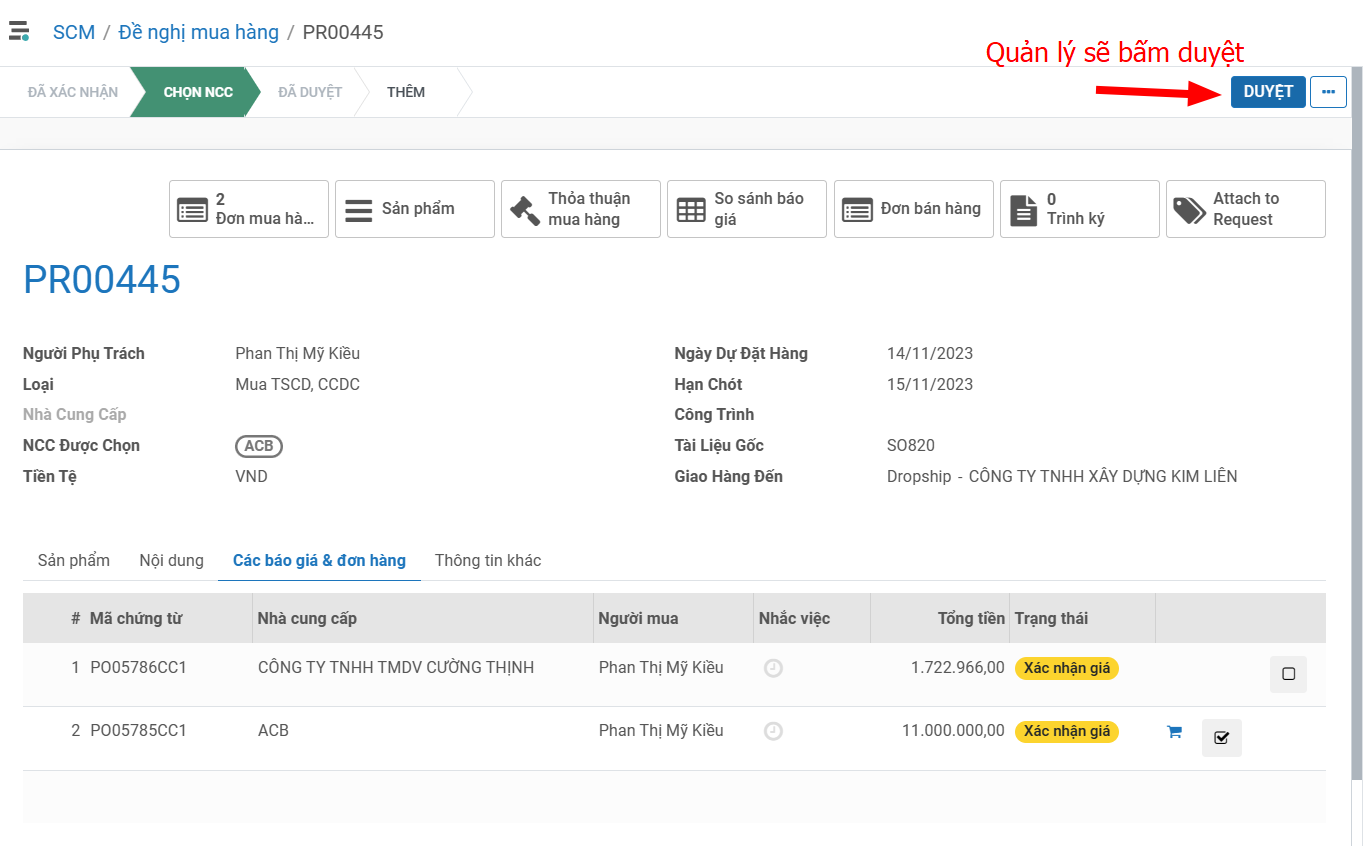 SCM / Đề nghị mua hàng / PR00445
Quản lý sẽ bấm duyệt
ĐÃ XÁC NHẬN CHỌN NCC ĐÃ DUYỆT THÊM DUYỆT ...
2
Đơn mua hà...
Sản phẩm
Thỏa thuận
mua hàng
So sánh báo
giá
Đơn bán hàng
0
Trình ký
Attach to
Request
PR00445
Người Phụ Trách Phan Thị Mỹ Kiều Ngày Dự Đặt Hàng 14/11/2023
Loại Mua TSCD, CCDC Hạn Chót 15/11/2023
Nhà Cung Cấp Công Trình
NCC Được Chọn ACB Tài Liệu Gốc SO820
Tiền Tệ VND Giao Hàng Đến Dropship - CÔNG TY TNHH XÂY DỰNG KIM LIÊN
Sản phẩm Nội dung Các báo giá & đơn hàng Thông tin khác
# Mã chứng từ Nhà cung cấp Người mua Nhắc việc Tổng tiền Trạng thái
1 PO05786CC1 CÔNG TY TNHH TMDV CƯỜNG THỊNH Phan Thị Mỹ Kiều 1.722.966,00 Xác nhận giá
2 PO05785CC1 ACB Phan Thị Mỹ Kiều 11.000.000,00 Xác nhận giá